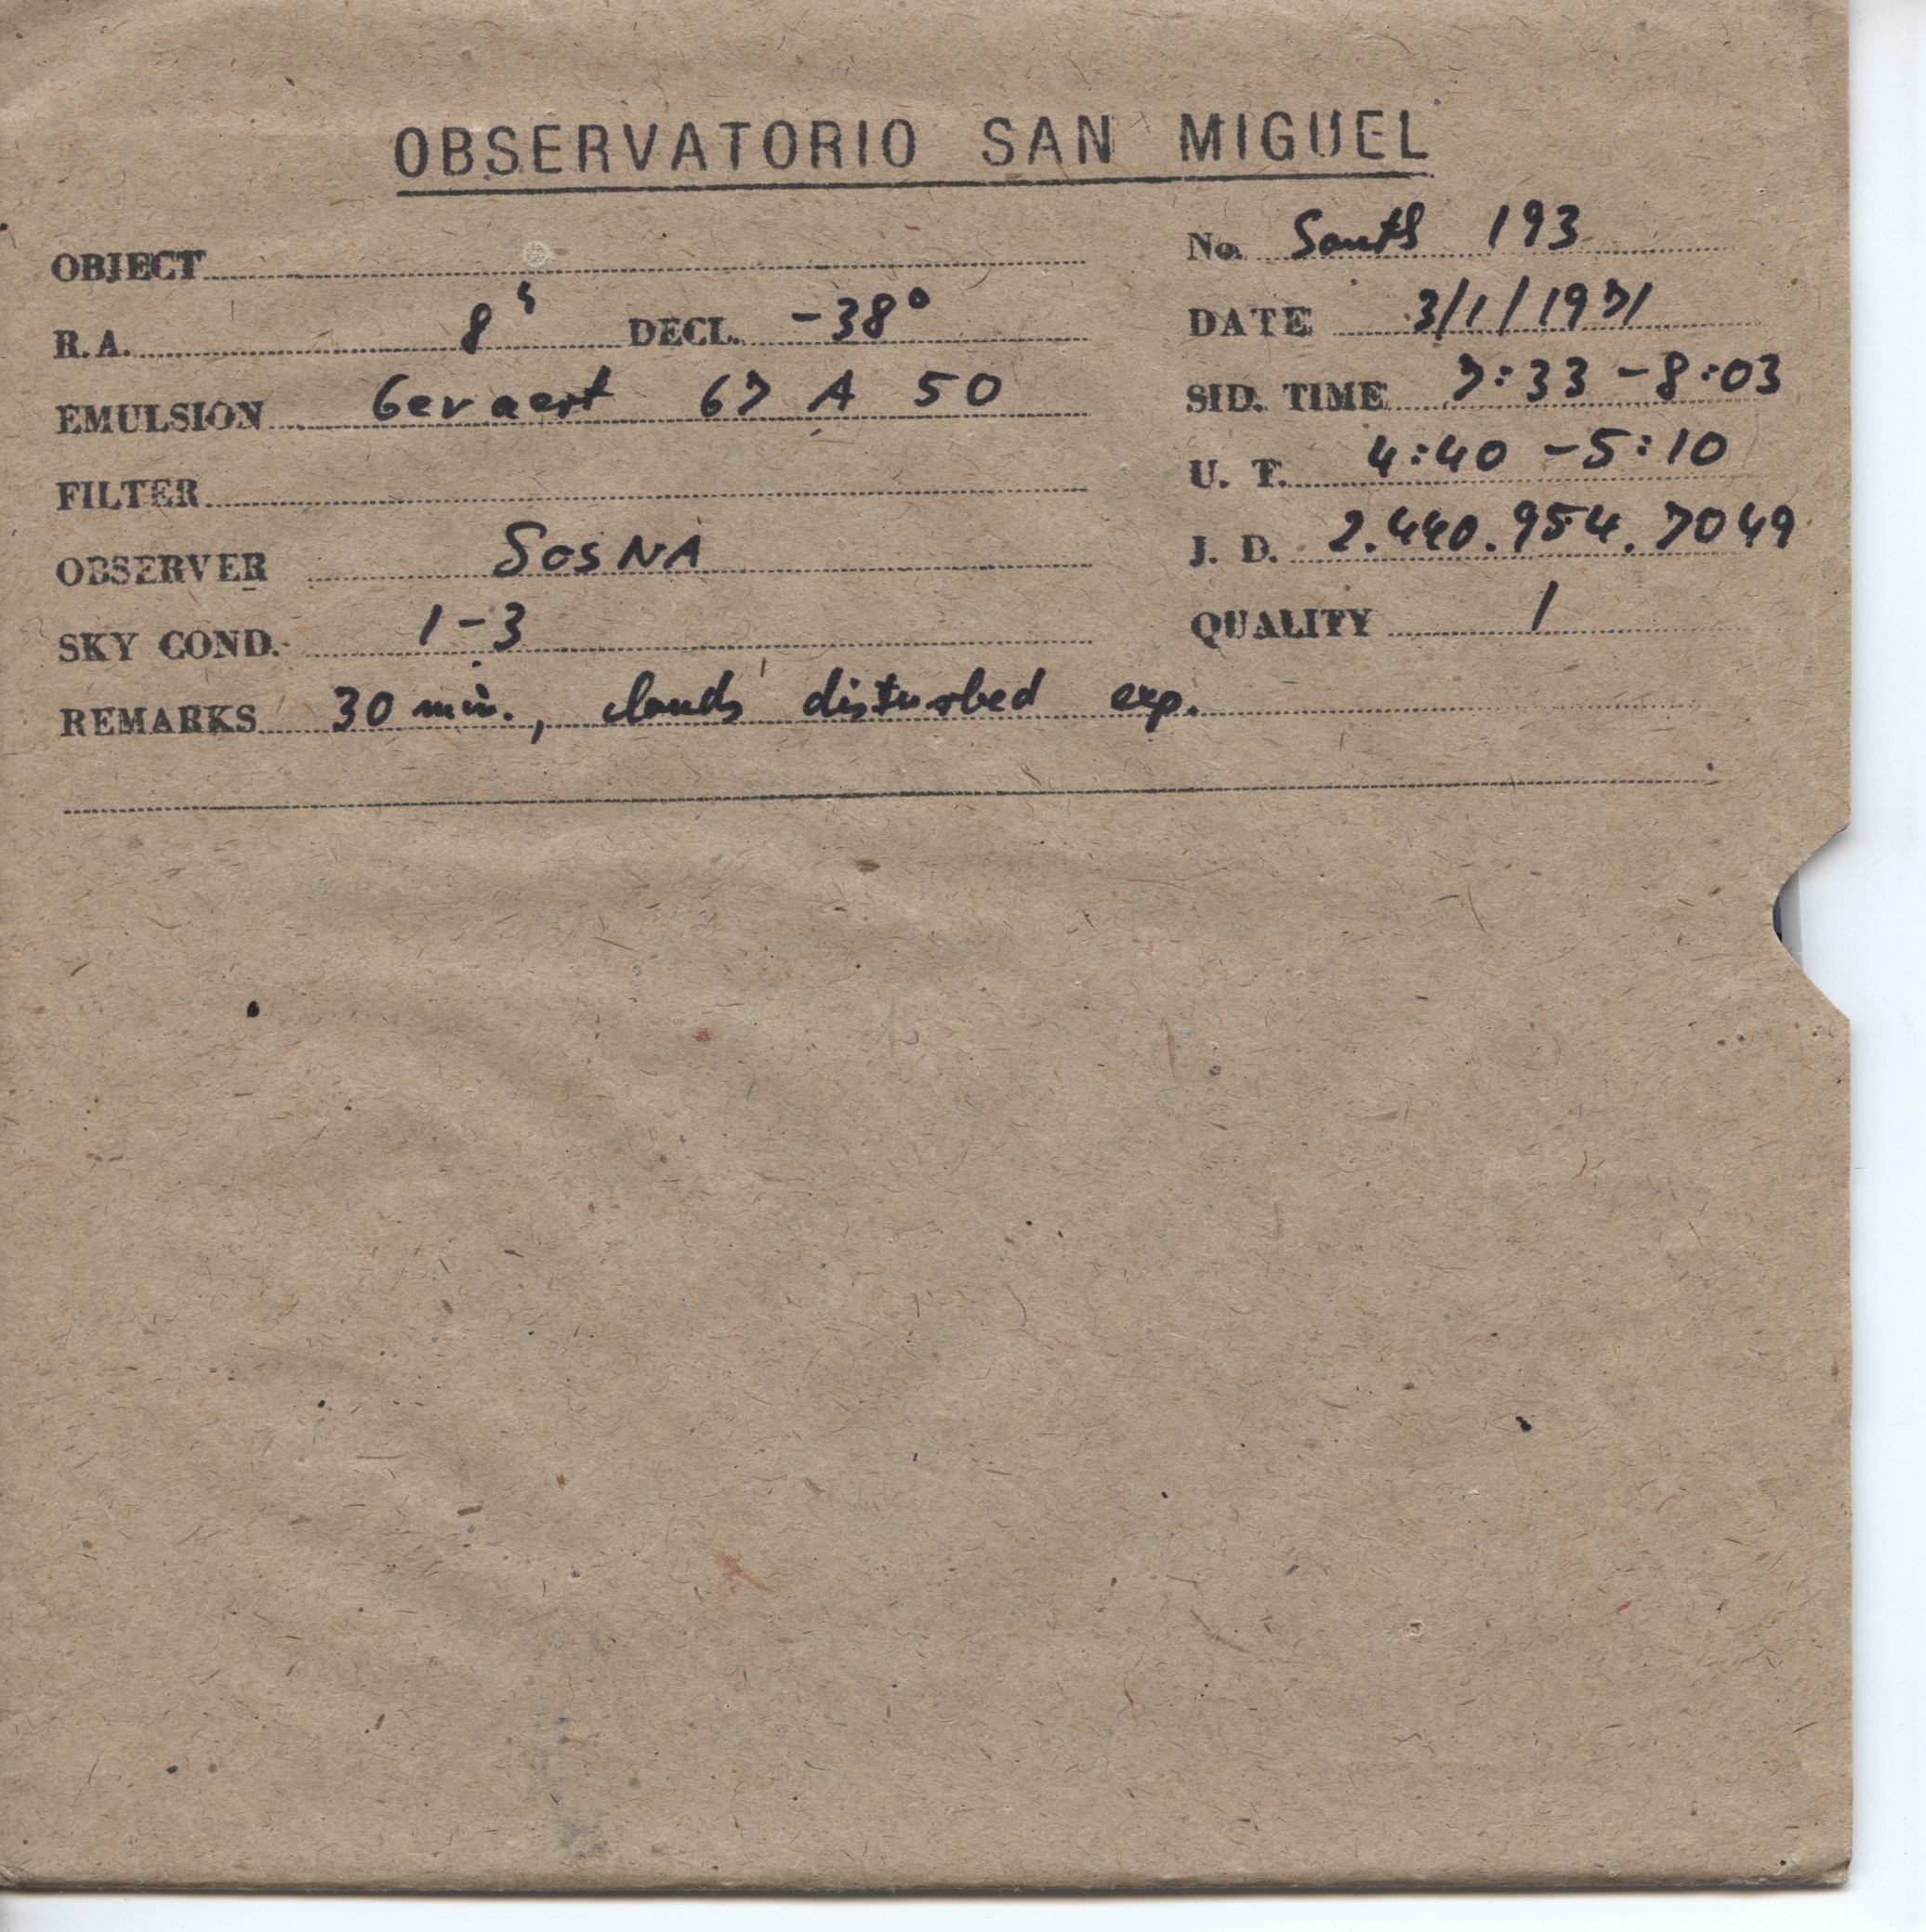 OBSERVATORIO SAN MIGUEL
OBJECT
No. South 193
R.A. 8h DECL. -38°
DATE 3/1/1971
EMULSION Gevaert 67 A 50
SID. TIME 7:33 - 8:03
FILTER
U. T. 4:40 - 5:10
OBSERVER SOSNA
J. D. 2.440.954.7049
SKY COND. 1-3
QUALITY 1
REMARKS 30 min., clouds disturbed exp.